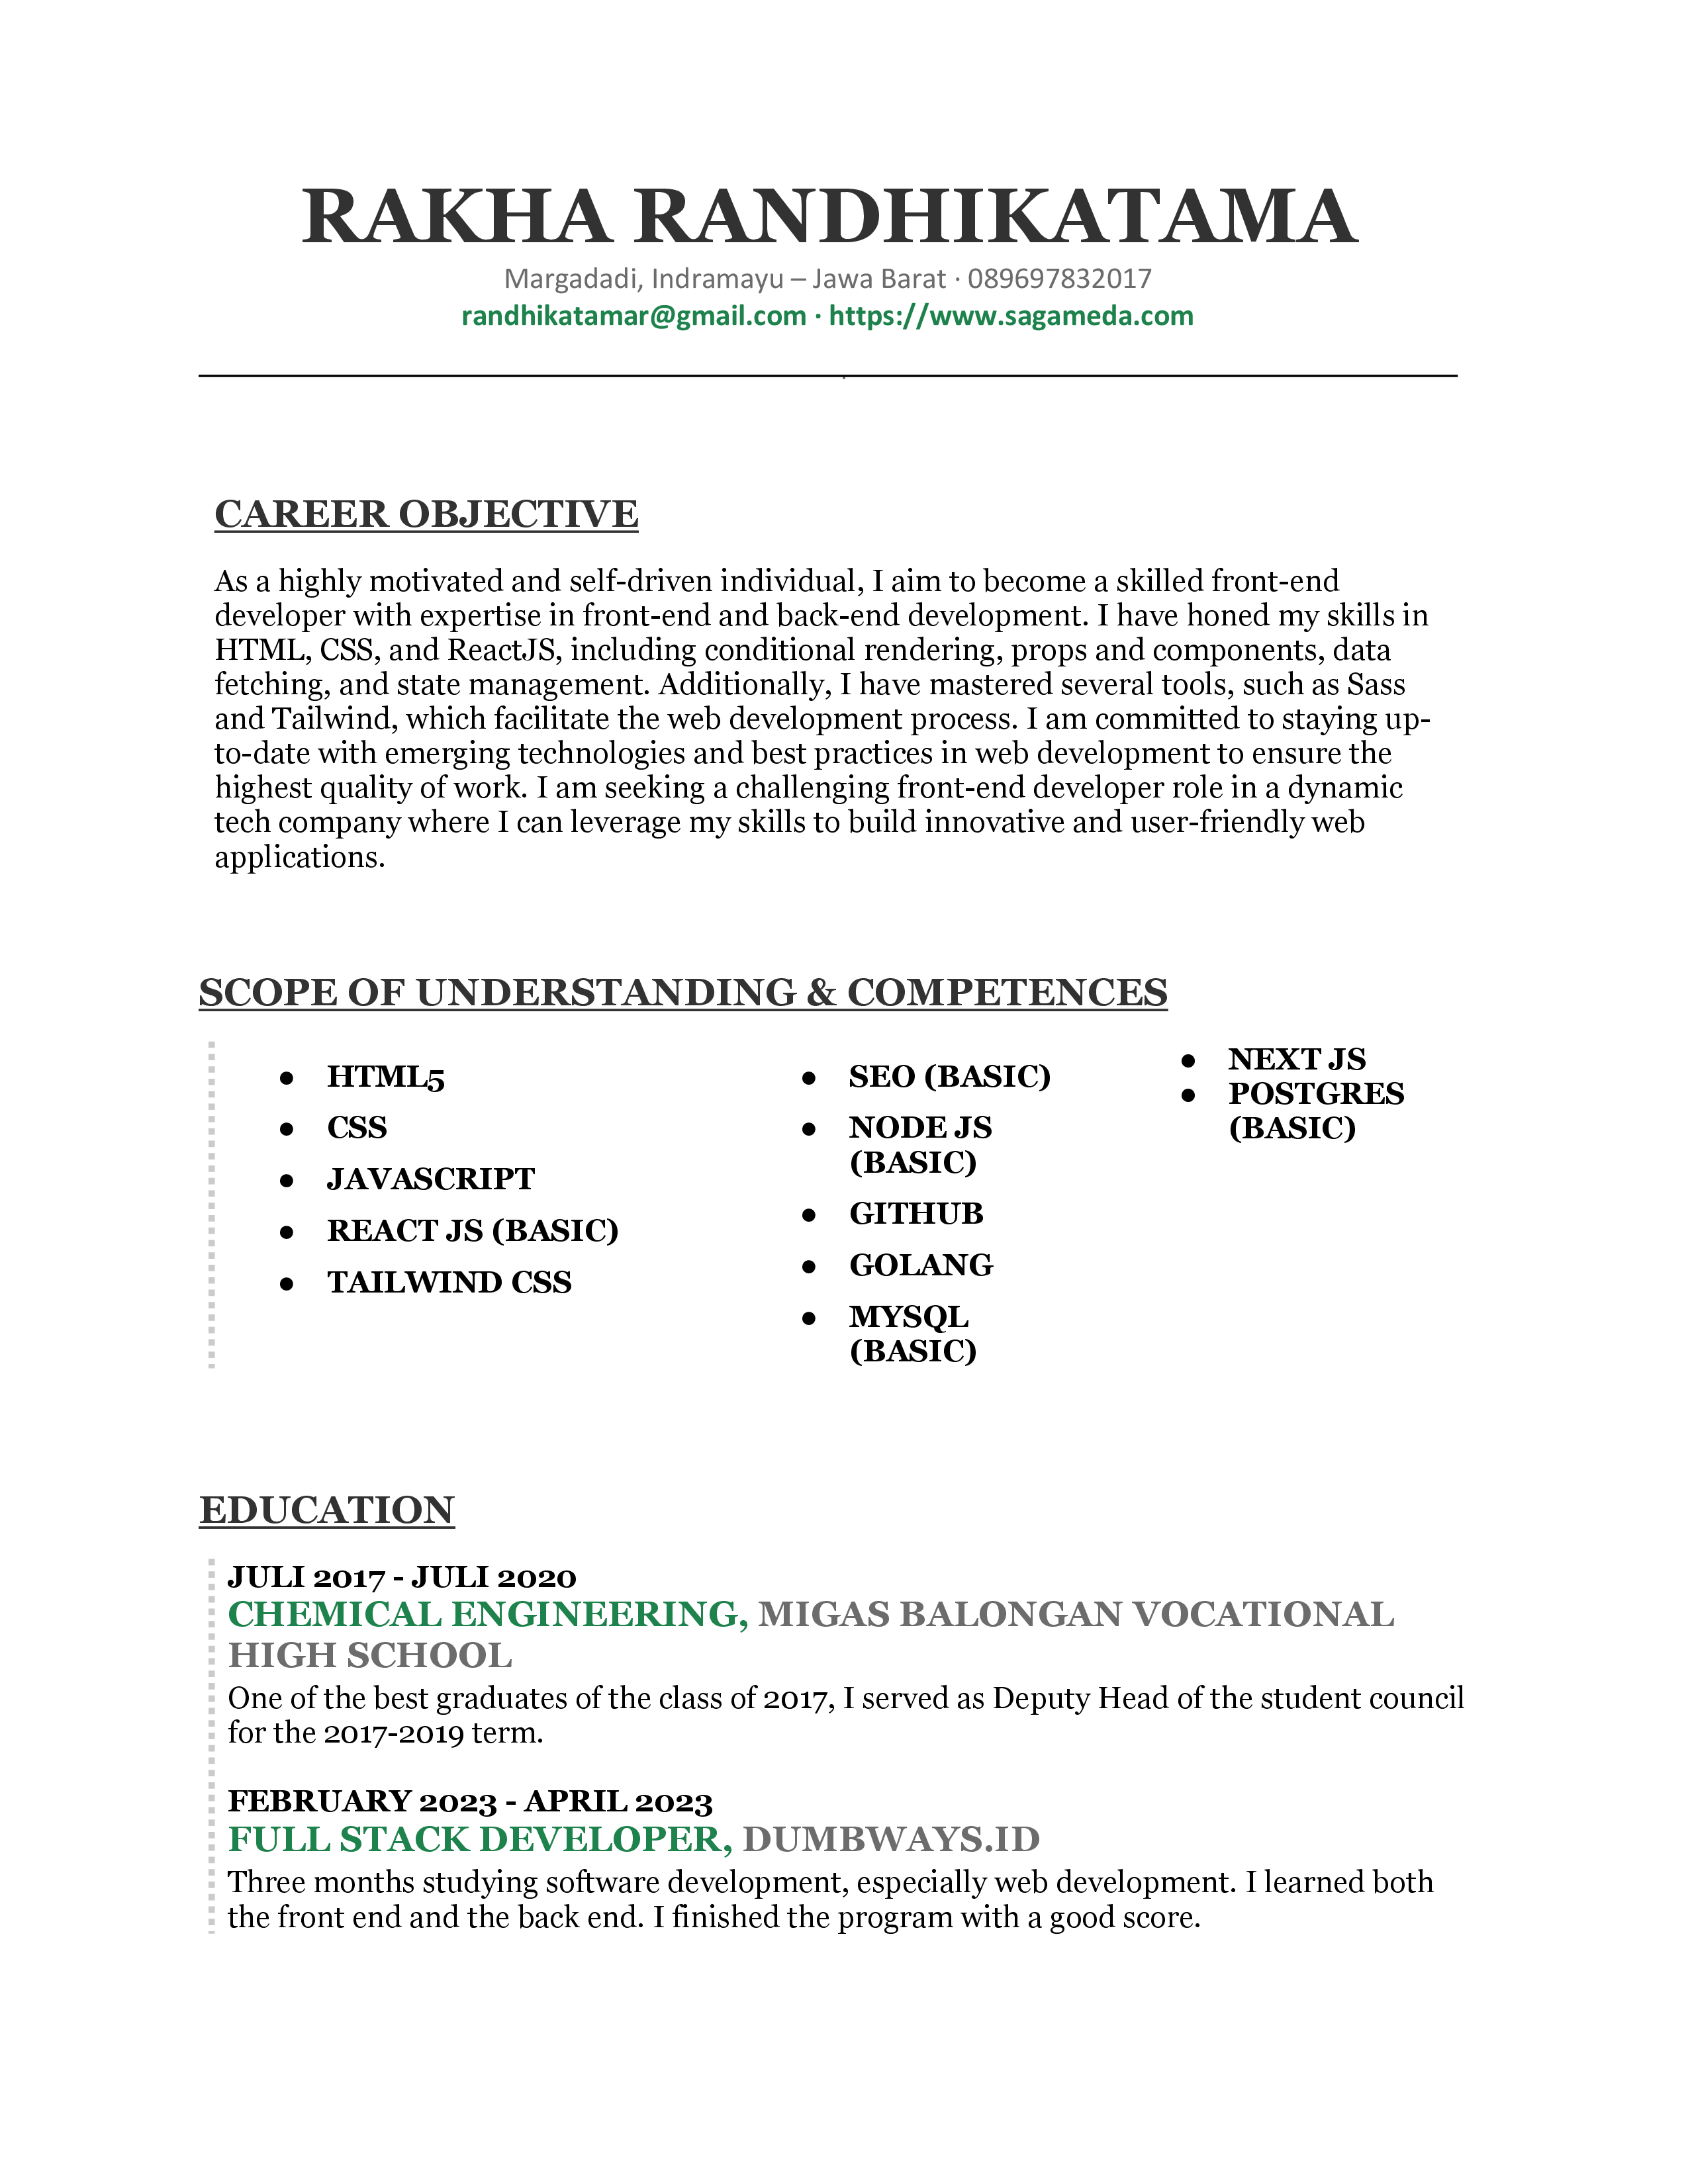 RAKHA RANDHIKATAMA
Margadadi, Indramayu – Jawa Barat · 089697832017
randhikatamar@gmail.com · https://www.sagameda.com
CAREER OBJECTIVE
As a highly motivated and self-driven individual, I aim to become a skilled front-end
developer with expertise in front-end and back-end development. I have honed my skills in
HTML, CSS, and ReactJS, including conditional rendering, props and components, data
fetching, and state management. Additionally, I have mastered several tools, such as Sass
and Tailwind, which facilitate the web development process. I am committed to staying up-
to-date with emerging technologies and best practices in web development to ensure the
highest quality of work. I am seeking a challenging front-end developer role in a dynamic
tech company where I can leverage my skills to build innovative and user-friendly web
applications.
SCOPE OF UNDERSTANDING & COMPETENCES
● HTML5
● CSS
● JAVASCRIPT
● REACT JS (BASIC)
● TAILWIND CSS
● SEO (BASIC)
● NODE JS
(BASIC)
● GITHUB
● GOLANG
● MYSQL
(BASIC)
● NEXT JS
● POSTGRES
(BASIC)
EDUCATION
JULI 2017 - JULI 2020
CHEMICAL ENGINEERING, MIGAS BALONGAN VOCATIONAL
HIGH SCHOOL
One of the best graduates of the class of 2017, I served as Deputy Head of the student council
for the 2017-2019 term.
FEBRUARY 2023 - APRIL 2023
FULL STACK DEVELOPER, DUMBWAYS.ID
Three months studying software development, especially web development. I learned both
the front end and the back end. I finished the program with a good score.